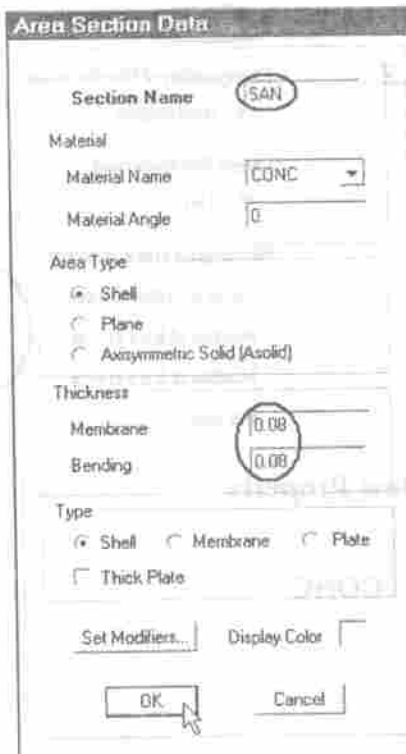 Area Section Data
Section Name SAN
Material
Material Name CONC
Material Angle 0.
Area Type
Shell
Plane
Axisymmetric Solid (Asolid)
Thickness
Membrane 0.08
Bending 0.08
Type
Shell Membrane Plate
Thick Plate
Set Modifiers... Display Color
OK Cancel